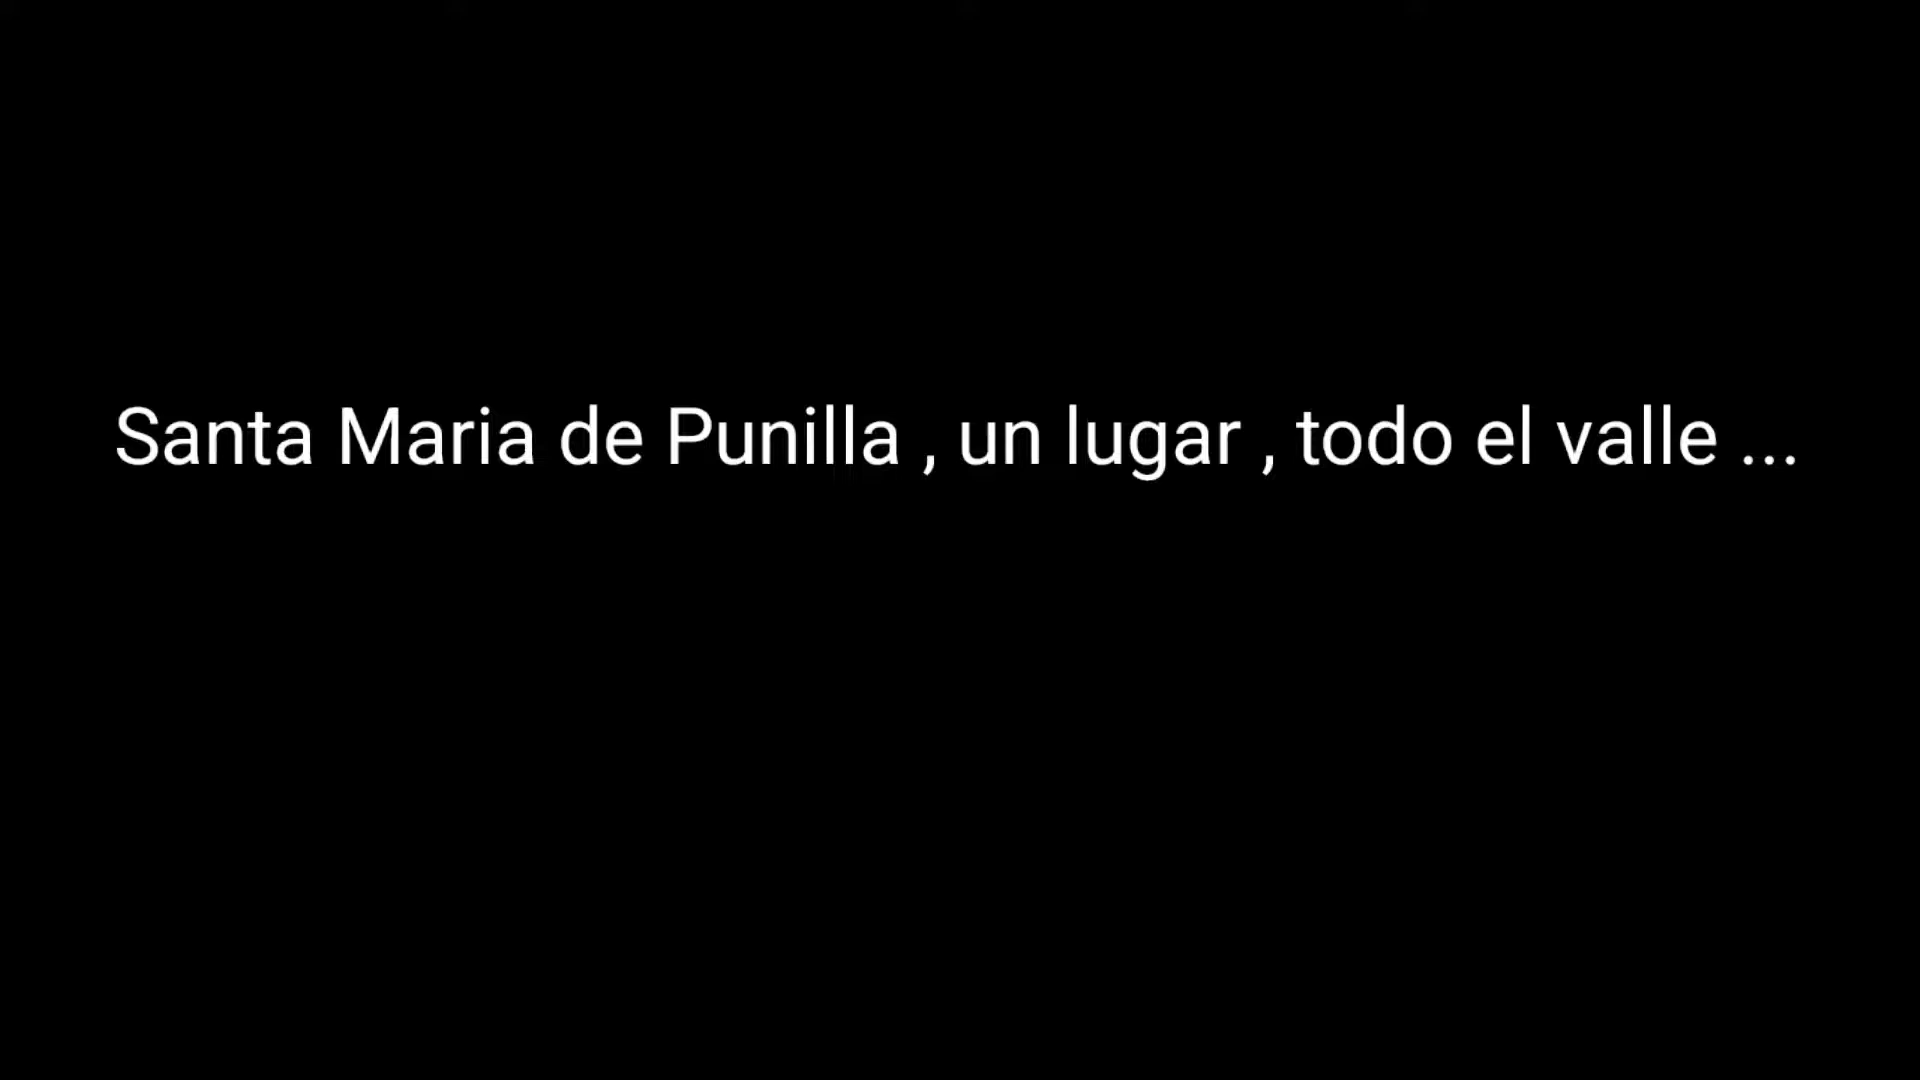 Santa Maria de Punilla , un lugar , todo el valle ...